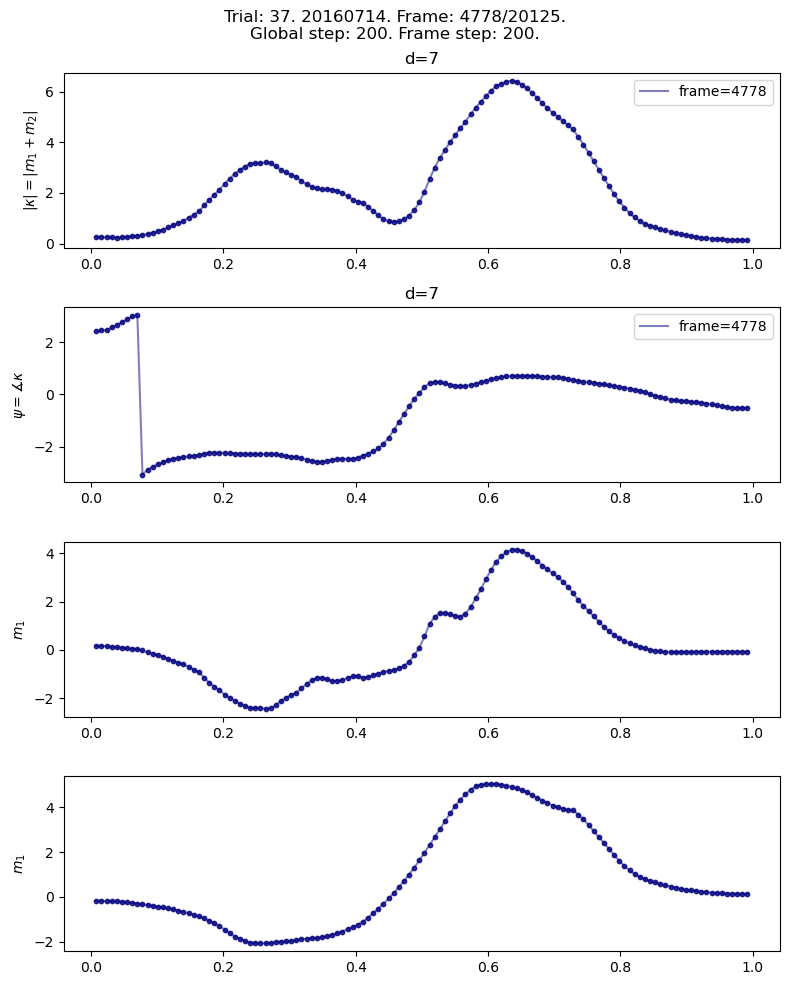 Trial: 37. 20160714. Frame: 4778/20125.
Global step: 200. Frame step: 200.
d=7
|κ| = |m₁ + m₂|
6
4
2
0
frame=4778
0.0 0.2 0.4 0.6 0.8 1.0
d=7
ψ = ∡κ
2
0
−2
frame=4778
0.0 0.2 0.4 0.6 0.8 1.0
m₁
4
2
0
−2
0.0 0.2 0.4 0.6 0.8 1.0
m₁
4
2
0
−2
0.0 0.2 0.4 0.6 0.8 1.0